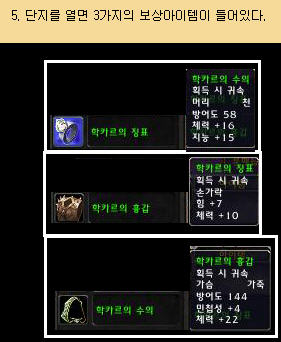 5. 단지를 열면 3가지의 보상아이템이 들어있다.
학카르의 징표
학카르의 수의
획득 시 귀속
머리 천
방어도 58
체력 +16
지능 +15
학카르의 흉갑
학카르의 징표
획득 시 귀속
손가락
힘 +7
체력 +10
학카르의 수의
학카르의 흉갑
획득 시 귀속
가슴 가죽
방어도 144
민첩성 +4
체력 +22